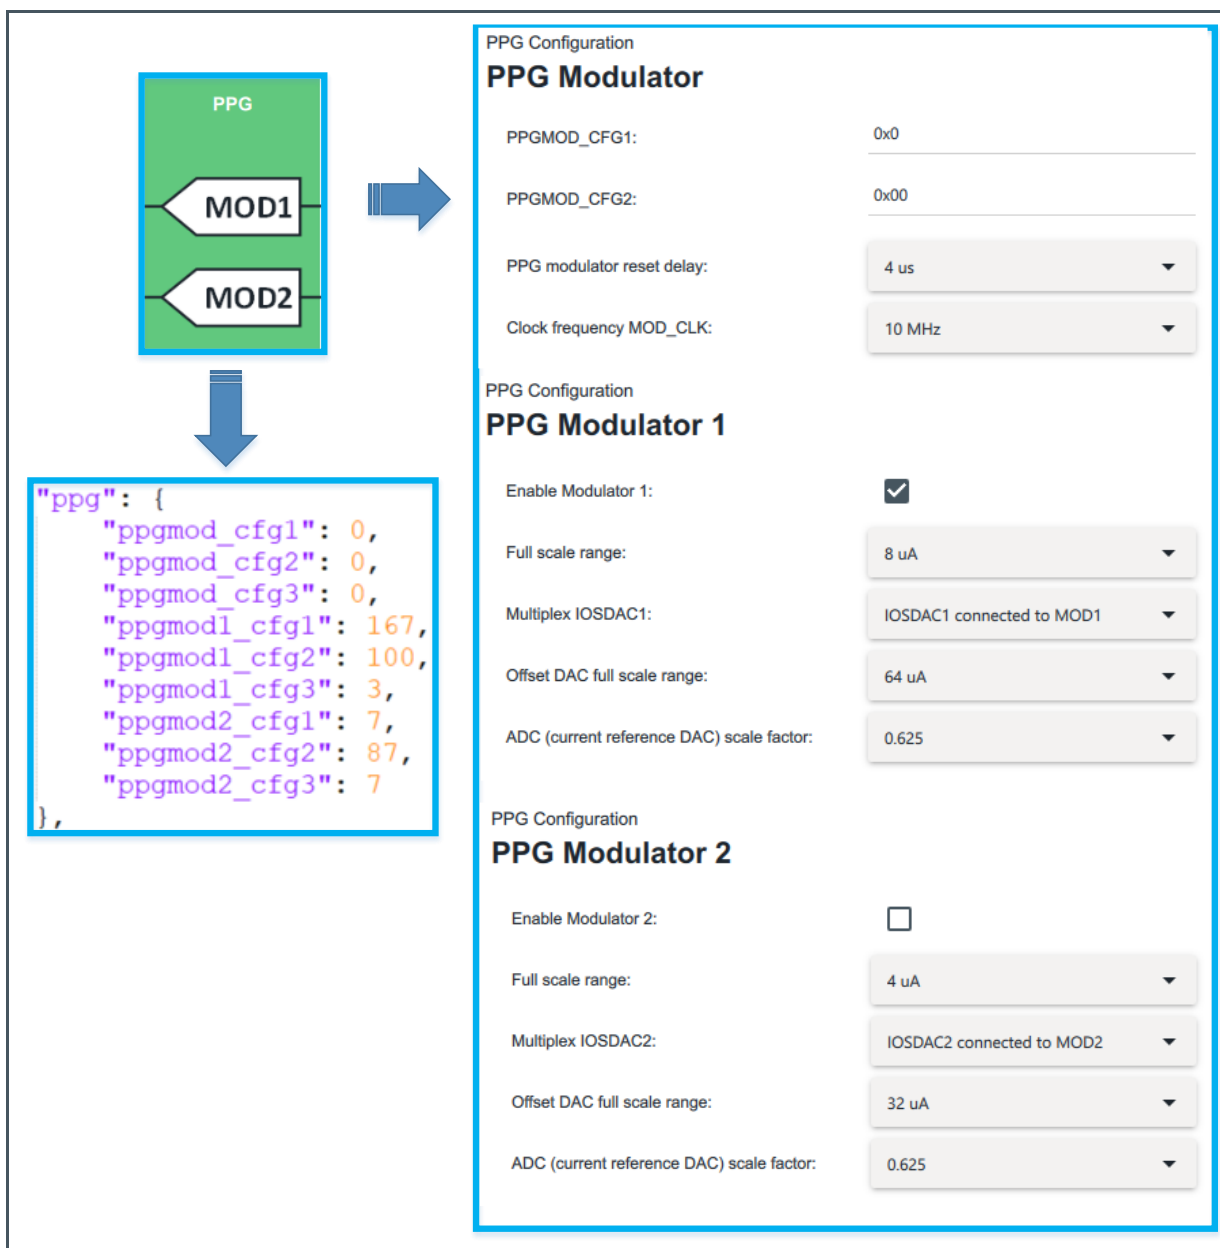 PPG
MOD1
MOD2
"ppg": {
"ppgmod_cfg1": 0,
"ppgmod_cfg2": 0,
"ppgmod_cfg3": 0,
"ppgmod1_cfg1": 167,
"ppgmod1_cfg2": 100,
"ppgmod1_cfg3": 3,
"ppgmod2_cfg1": 7,
"ppgmod2_cfg2": 87,
"ppgmod2_cfg3": 7
},
PPG Configuration
PPG Modulator
PPGMOD_CFG1: 0x0
PPGMOD_CFG2: 0x00
PPG modulator reset delay: 4 us
Clock frequency MOD_CLK: 10 MHz
PPG Configuration
PPG Modulator 1
Enable Modulator 1:
Full scale range: 8 uA
Multiplex IOSDAC1: IOSDAC1 connected to MOD1
Offset DAC full scale range: 64 uA
ADC (current reference DAC) scale factor: 0.625
PPG Configuration
PPG Modulator 2
Enable Modulator 2:
Full scale range: 4 uA
Multiplex IOSDAC2: IOSDAC2 connected to MOD2
Offset DAC full scale range: 32 uA
ADC (current reference DAC) scale factor: 0.625